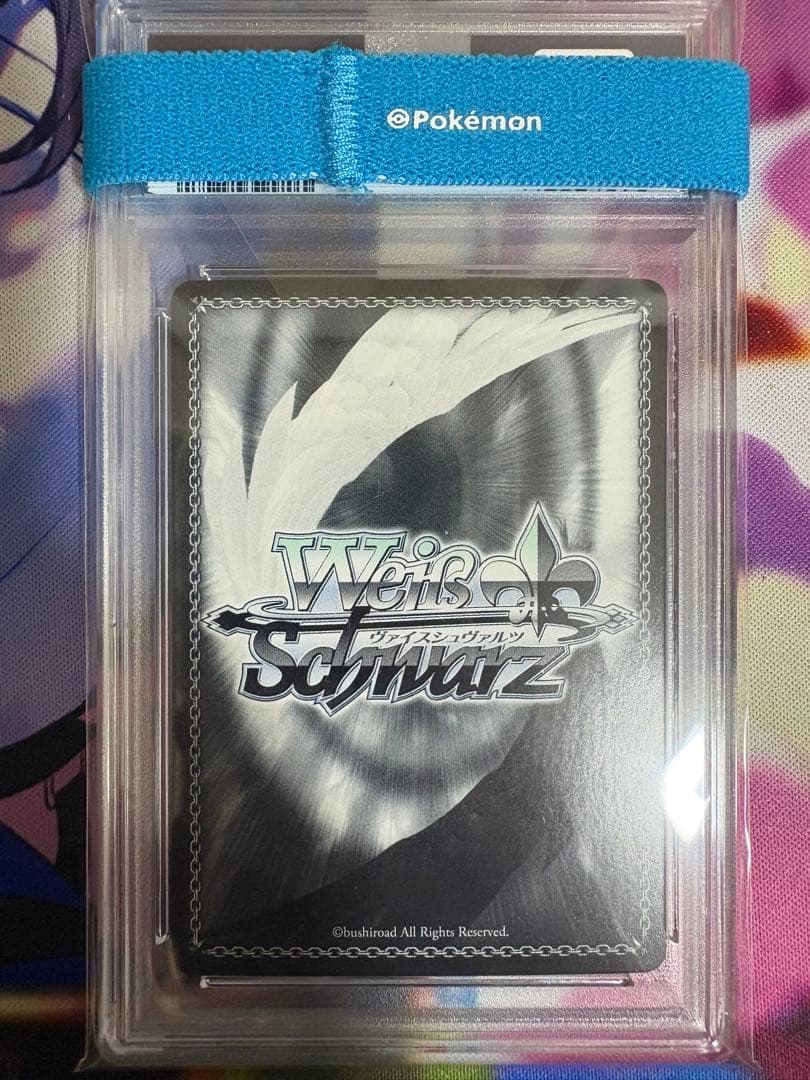 Pokémon
Weiß
ヴァイスシュヴァルツ
Schwarz
©bushiroad All Rights Reserved.